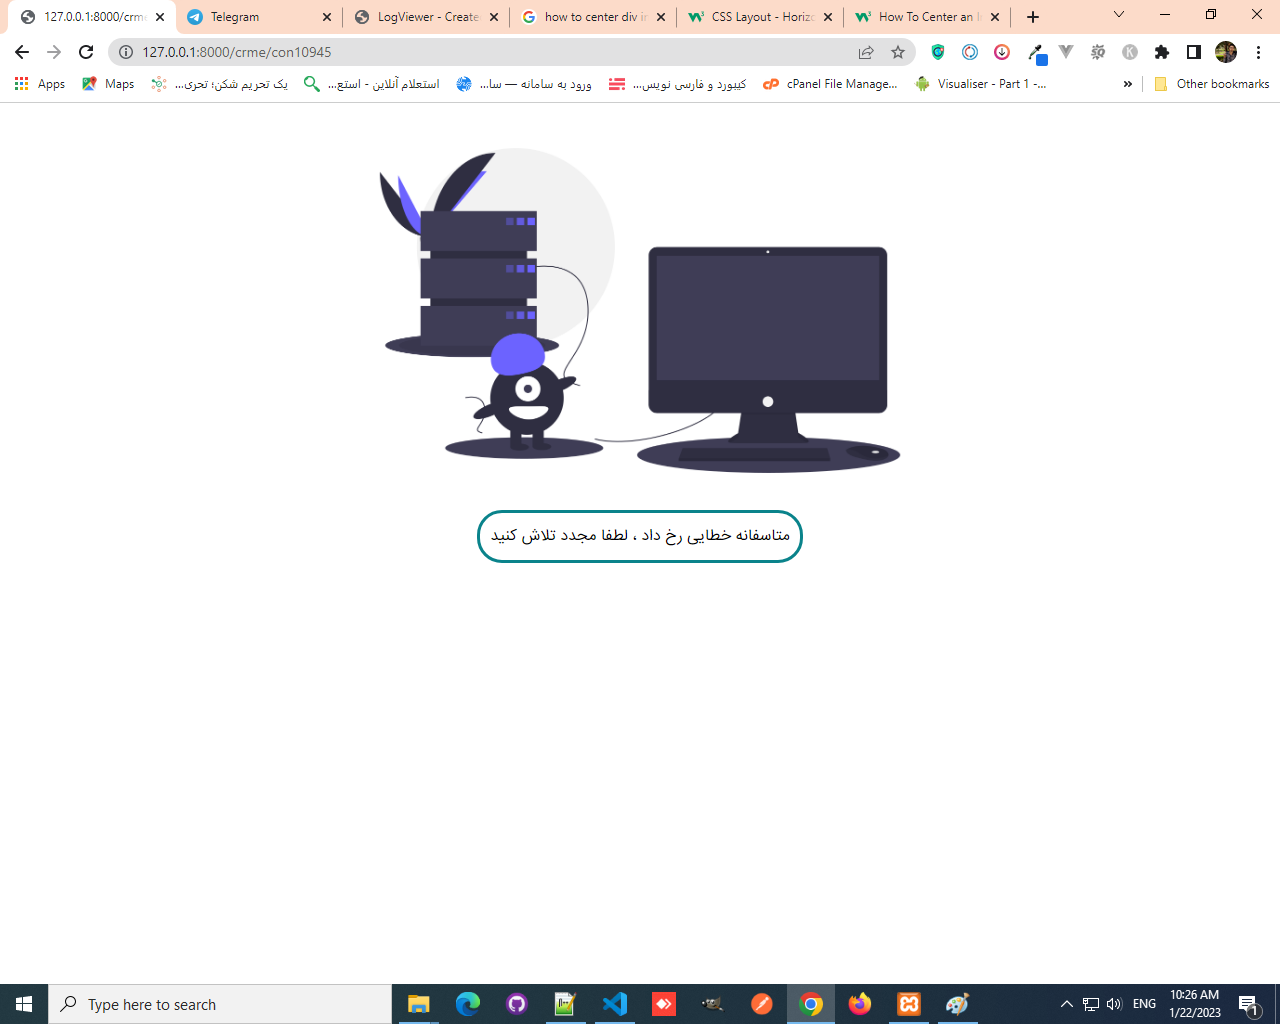 127.0.0.1:8000/crme
Telegram
LogViewer - Create
how to center div in
CSS Layout - Horizo
How To Center an I
127.0.0.1:8000/crme/con10945
Apps
Maps
یک تحریم شکن؛ تحری...
استعلام آنلاین - استع...
ورود به سامانه — سا...
کیبورد و فارسی نویس...
cPanel File Manage...
Visualiser - Part 1 -...
»
Other bookmarks
متاسفانه خطایی رخ داد ، لطفا مجدد تلاش کنید
Type here to search
ENG
10:26 AM
1/22/2023
1